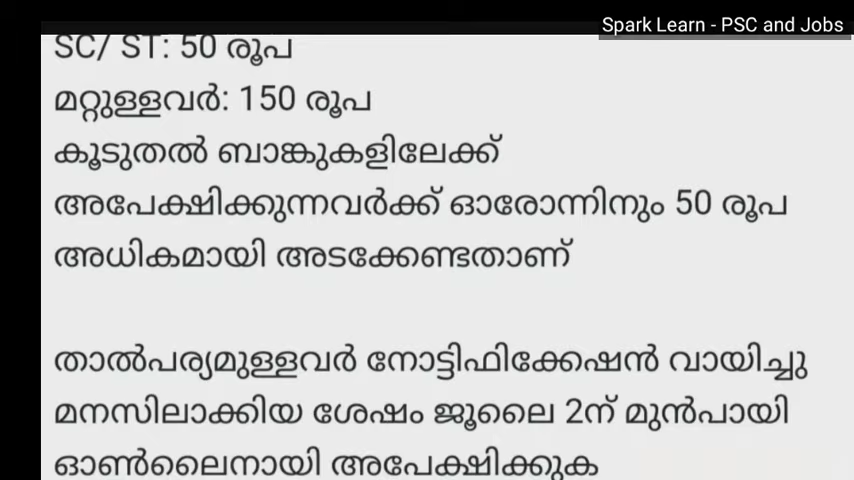 Spark Learn - PSC and Jobs
SC/ ST: 50 രൂപ
മറ്റുള്ളവർ: 150 രൂപ
കൂടുതൽ ബാങ്കുകളിലേക്ക്
അപേക്ഷിക്കുന്നവർക്ക് ഓരോന്നിനും 50 രൂപ
അധികമായി അടക്കേണ്ടതാണ്
താൽപര്യമുള്ളവർ നോട്ടിഫിക്കേഷൻ വായിച്ചു
മനസിലാക്കിയ ശേഷം ജൂലൈ 2ന് മുൻപായി
ഓൺലൈനായി അപേക്ഷിക്കുക